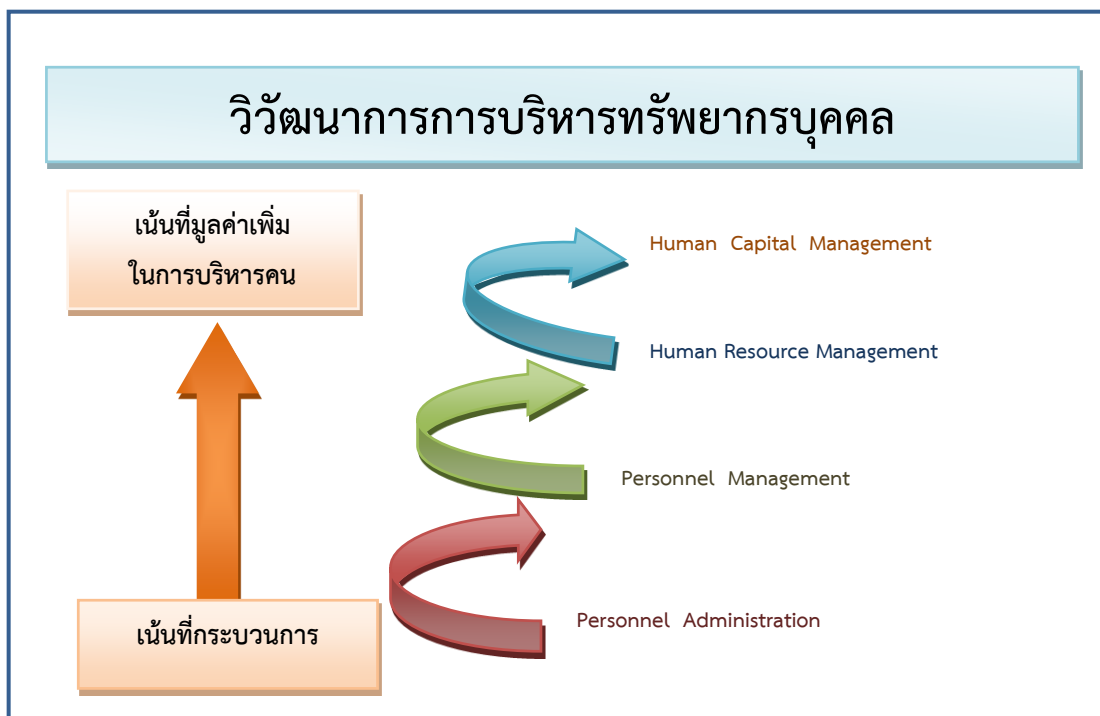 วิวัฒนาการการบริหารทรัพยากรบุคคล
เน้นที่มูลค่าเพิ่ม
ในการบริหารคน
Human Capital Management
Human Resource Management
Personnel Management
Personnel Administration
เน้นที่กระบวนการ